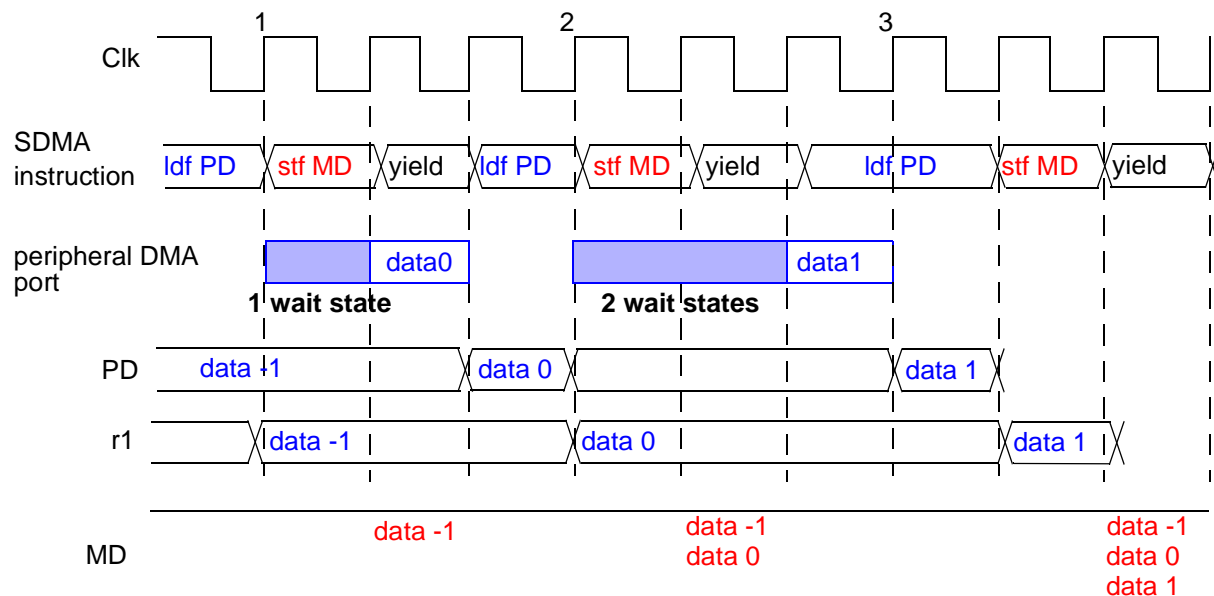 1 2 3
Clk
SDMA
instruction
ldf PD stf MD yield ldf PD stf MD yield ldf PD stf MD yield
peripheral DMA
port
data0 data1
1 wait state 2 wait states
PD data -1 data 0 data 1
r1 data -1 data 0 data 1
MD
data -1 data -1 data -1
data 0 data 0
data 1